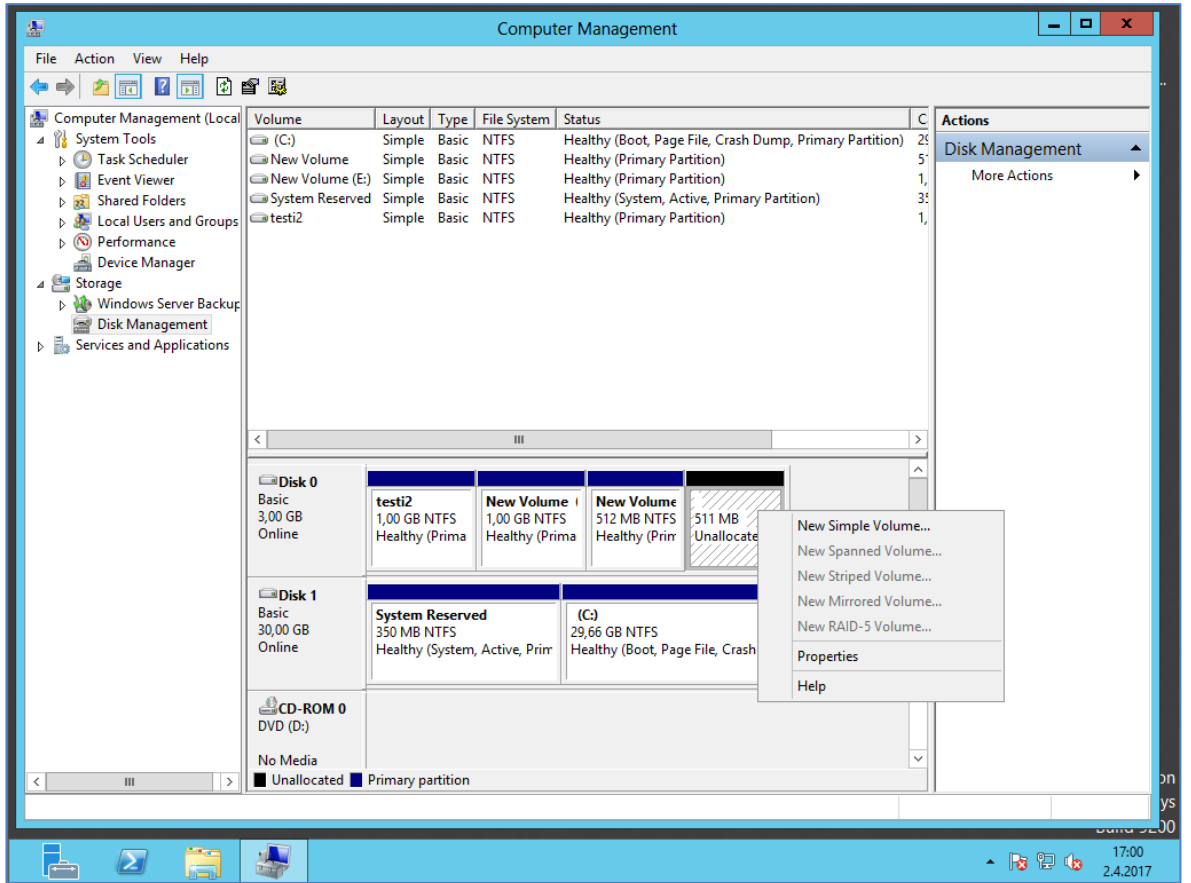 Computer Management
File Action View Help
Computer Management (Local
System Tools
Task Scheduler
Event Viewer
Shared Folders
Local Users and Groups
Performance
Device Manager
Storage
Windows Server Backup
Disk Management
Services and Applications
Volume Layout Type File System Status C
(C:) Simple Basic NTFS Healthy (Boot, Page File, Crash Dump, Primary Partition) 29
New Volume Simple Basic NTFS Healthy (Primary Partition) 51
New Volume (E:) Simple Basic NTFS Healthy (Primary Partition) 1,
System Reserved Simple Basic NTFS Healthy (System, Active, Primary Partition) 35
testi2 Simple Basic NTFS Healthy (Primary Partition) 1,
Actions
Disk Management
More Actions
Disk 0
Basic
3,00 GB
Online
testi2
1,00 GB NTFS
Healthy (Prima
New Volume (
1,00 GB NTFS
Healthy (Prima
New Volume
512 MB NTFS
Healthy (Prim
511 MB
Unallocate
New Simple Volume...
New Spanned Volume...
New Striped Volume...
New Mirrored Volume...
New RAID-5 Volume...
Properties
Help
Disk 1
Basic
30,00 GB
Online
System Reserved
350 MB NTFS
Healthy (System, Active, Prim
(C:)
29,66 GB NTFS
Healthy (Boot, Page File, Crash
CD-ROM 0
DVD (D:)
No Media
Unallocated Primary partition
on
ys
17:00
2.4.2017